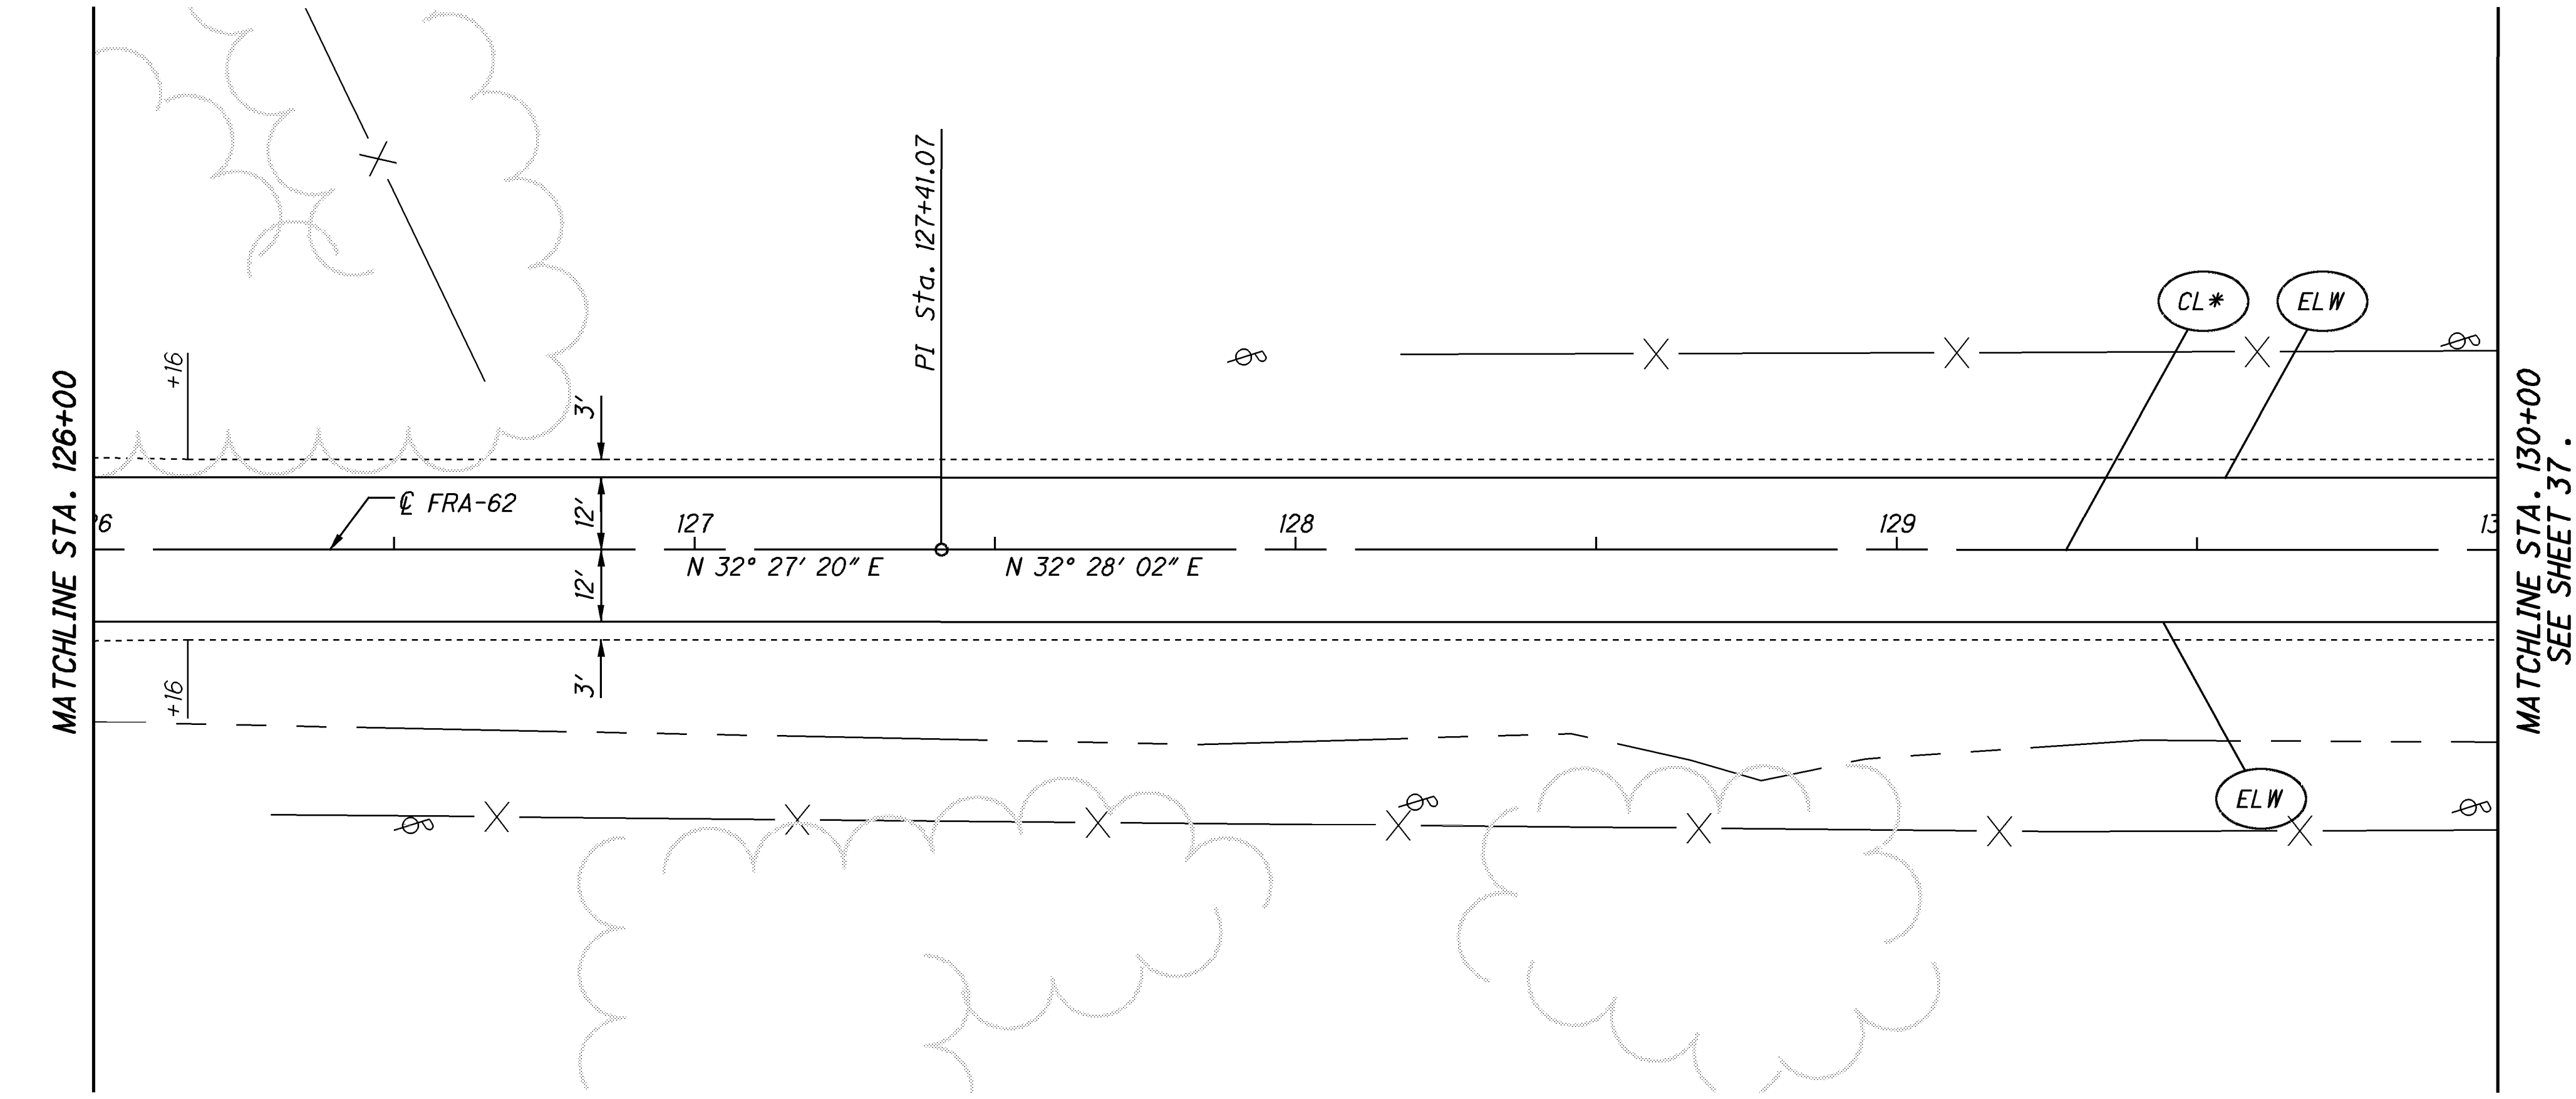 MATCHLINE STA. 126+00
+16
3'
PI Sta. 127+41.07
CL*
ELW
℄ FRA-62
12'
127
128
129
N 32° 27' 20" E
N 32° 28' 02" E
12'
+16
3'
ELW
MATCHLINE STA. 130+00
SEE SHEET 37 .